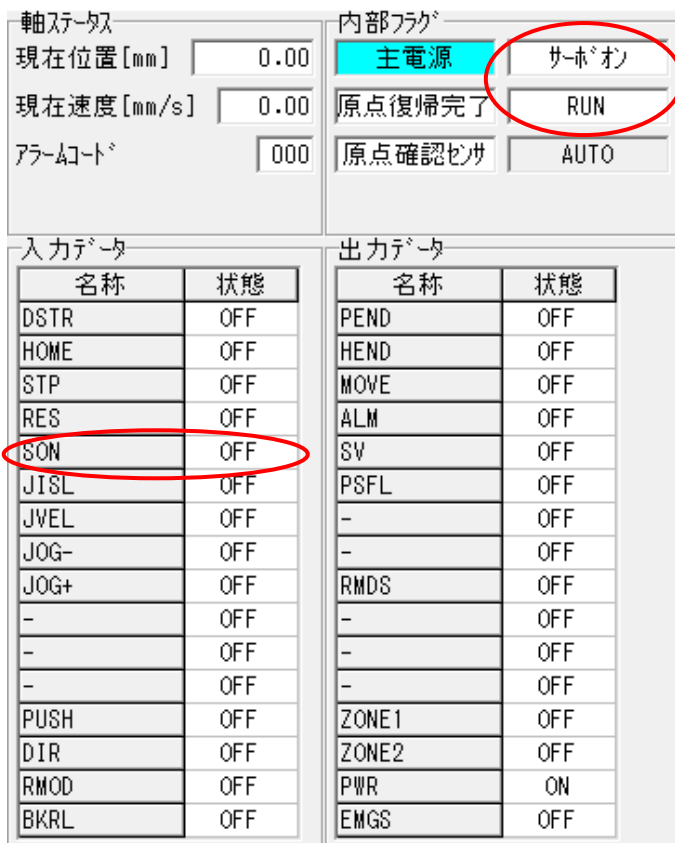 軸ｽﾃｰﾀｽ
現在位置[mm] 0.00
現在速度[mm/s] 0.00
ｱﾗｰﾑｺｰﾄﾞ 000
内部ﾌﾗｸﾞ
主電源 ｻｰﾎﾞｵﾝ
原点復帰完了 RUN
原点確認ｾﾝｻ AUTO
入力ﾃﾞｰﾀ
名称 状態
DSTR OFF
HOME OFF
STP OFF
RES OFF
SON OFF
JISL OFF
JVEL OFF
JOG- OFF
JOG+ OFF
- OFF
- OFF
- OFF
PUSH OFF
DIR OFF
RMOD OFF
BKRL OFF
出力ﾃﾞｰﾀ
名称 状態
PEND OFF
HEND OFF
MOVE OFF
ALM OFF
SV OFF
PSFL OFF
- OFF
- OFF
RMDS OFF
- OFF
- OFF
- OFF
ZONE1 OFF
ZONE2 OFF
PWR ON
EMGS OFF